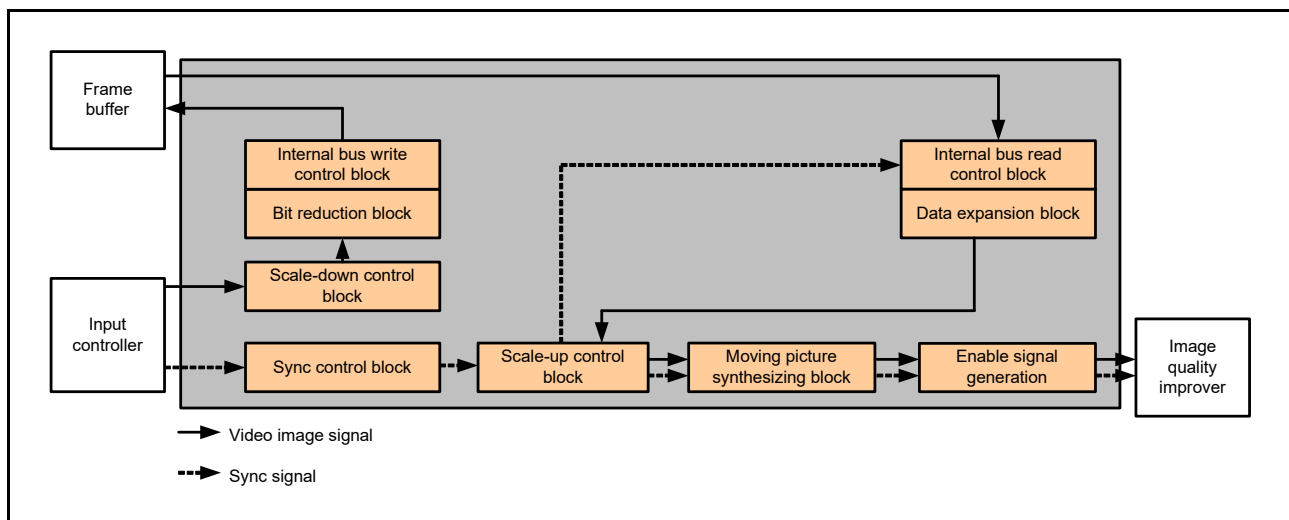 Frame
buffer
Internal bus write
control block
Bit reduction block
Internal bus read
control block
Data expansion block
Scale-down control
block
Input
controller
Sync control block
Scale-up control
block
Moving picture
synthesizing block
Enable signal
generation
Image
quality
improver
Video image signal
Sync signal